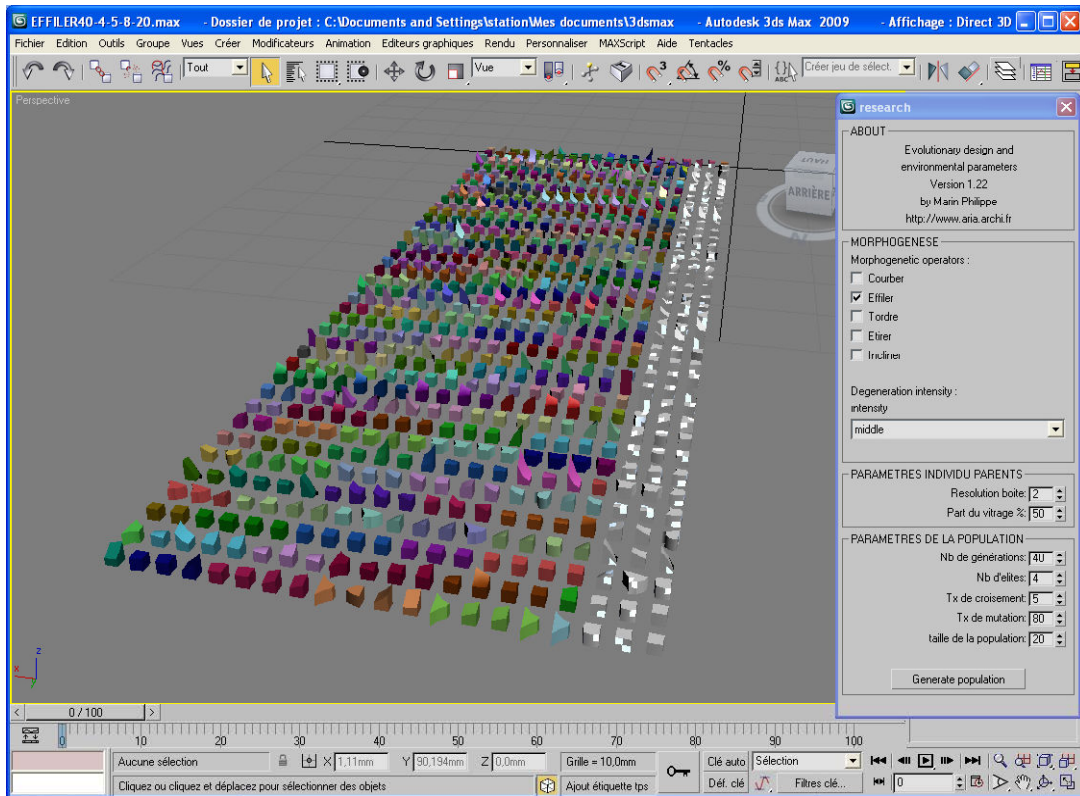 EFFILER40-4-5-8-20.max - Dossier de projet : C:\Documents and Settings\station\Mes documents\3dsmax - Autodesk 3ds Max 2009 - Affichage : Direct 3D
Fichier Edition Outils Groupe Vues Créer Modificateurs Animation Editeurs graphiques Rendu Personnaliser MAXScript Aide Tentacles
Tout Vue 3 % ABC Créer jeu de sélect.
Perspective
HAUT
ARRIÈRE
research
ABOUT
Evolutionary design and
environmental parameters
Version 1.22
by Marin Philippe
http://www.aria.archi.fr
MORPHOGENESE
Morphogenetic operators :
Courber
Effiler
Tordre
Etirer
Incliner
Degeneration intensity :
intensity
middle
PARAMETRES INDIVIDU PARENTS
Resolution boite: 2
Part du vitrage %: 50
PARAMETRES DE LA POPULATION
Nb de générations: 40
Nb d'elites: 4
Tx de croisement: 5
Tx de mutation: 80
taille de la population: 20
Generate population
z
x
y
< 0 / 100 >
0 10 20 30 40 50 60 70 80 90 100
Aucune sélection X 1,11mm Y 90,194mm Z 0,0mm Grille = 10,0mm Clé auto Sélection
Cliquez ou cliquez et déplacez pour sélectionner des objets Ajout étiquette tps Déf. clé Filtres clé... 0